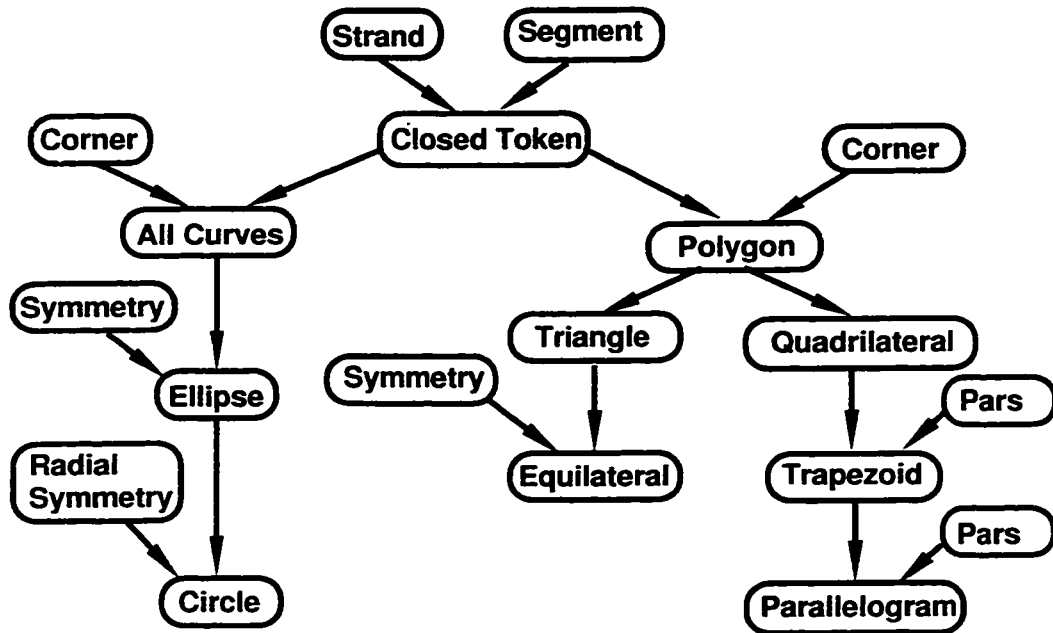 Strand
Segment
Closed Token
Corner
Corner
All Curves
Polygon
Symmetry
Triangle
Quadrilateral
Ellipse
Symmetry
Pars
Radial
Symmetry
Equilateral
Trapezoid
Pars
Circle
Parallelogram